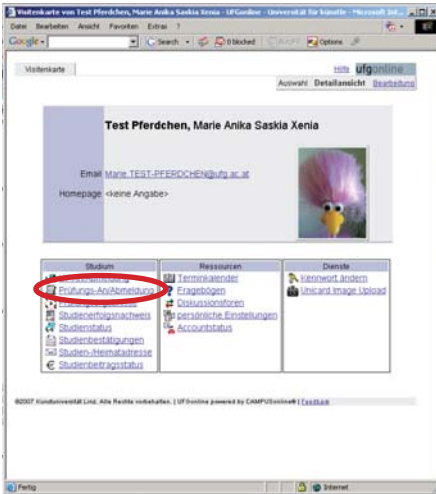 Visitenkarte von Test Pferdchen, Marie Anika Saskia Xenia - UFGonline - Universität für künstle - Microsoft Int...
Datei Bearbeiten Ansicht Favoriten Extras ?
Google Search 0 blocked Options
Visitenkarte
Hilfe ufgonline
Auswahl Detailansicht Bearbeitung
Test Pferdchen, Marie Anika Saskia Xenia
Email Marie.TEST-PFERDCHEN@ufg.ac.at
Homepage <keine Angabe>
Studium Ressourcen Dienste
Terminkalender Kennwort ändern
Prüfungs-An/Abmeldung Fragebögen Unicard Image Upload
Diskussionsforen
Studienerfolgsnachweis persönliche Einstellungen
Studienstatus Accountstatus
Studienbestätigungen
Studien-/Heimatadresse
Studienbeitragsstatus
©2007 Kunstuniversität Linz. Alle Rechte vorbehalten. | UFGonline powered by CAMPUSonline® | Feedback
Fertig Internet